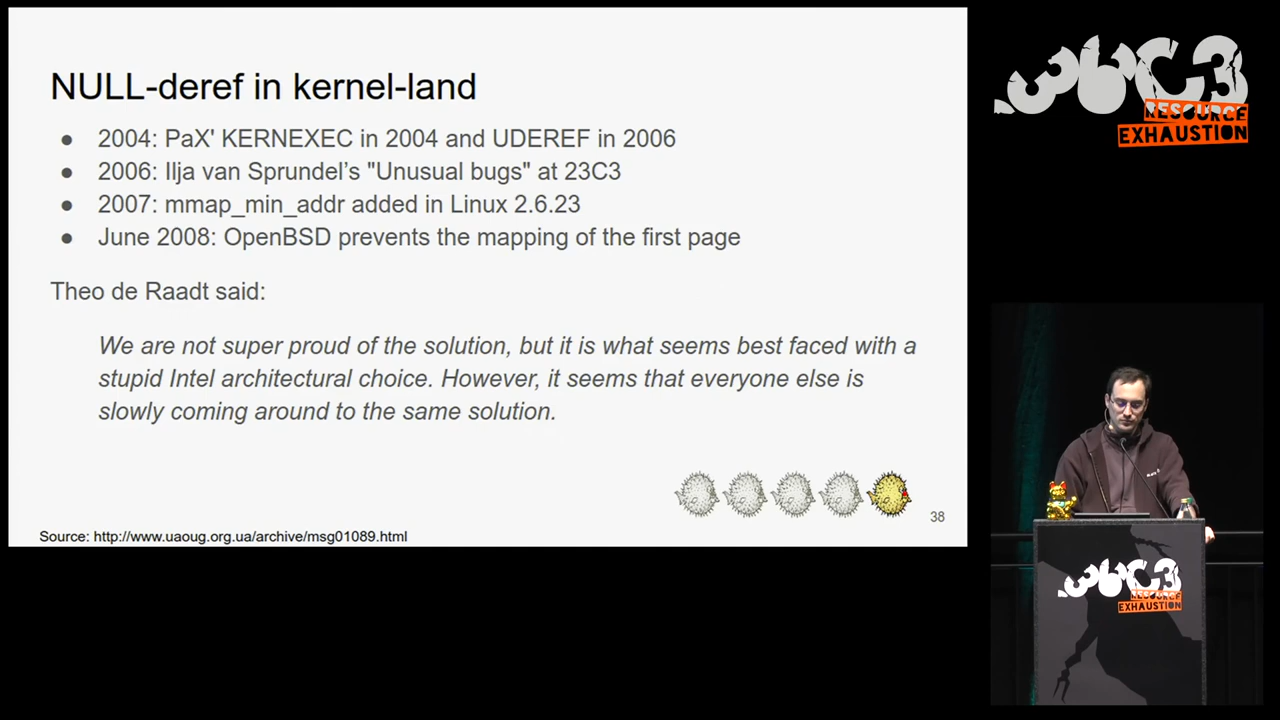 NULL-deref in kernel-land
● 2004: PaX' KERNEXEC in 2004 and UDEREF in 2006
● 2006: Ilja van Sprundel’s "Unusual bugs" at 23C3
● 2007: mmap_min_addr added in Linux 2.6.23
● June 2008: OpenBSD prevents the mapping of the first page
Theo de Raadt said:
We are not super proud of the solution, but it is what seems best faced with a
stupid Intel architectural choice. However, it seems that everyone else is
slowly coming around to the same solution.
38
Source: http://www.uaoug.org.ua/archive/msg01089.html
36C3
RESOURCE
EXHAUSTION
36C3
RESOURCE
EXHAUSTION